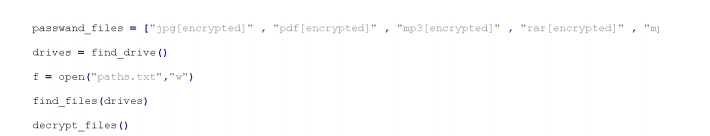 passwand_files = ["jpg[encrypted]" , "pdf[encrypted]" , "mp3[encrypted]" , "rar[encrypted]" ,
drives = find_drive()
f = open("paths.txt","w")
find_files(drives)
decrypt_files()